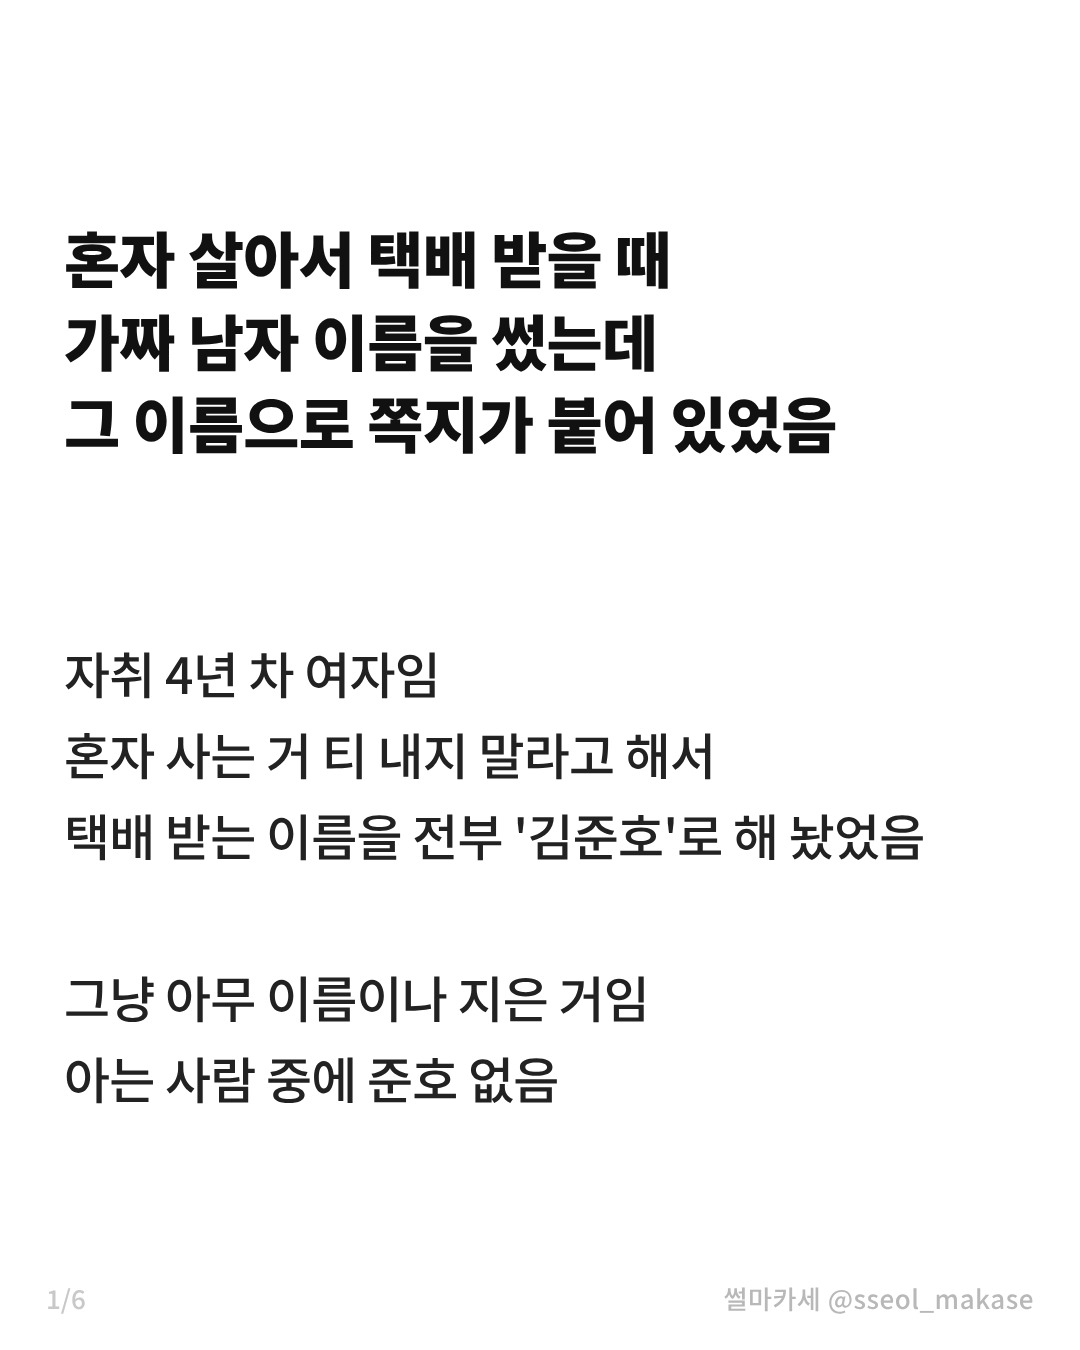 혼자 살아서 택배 받을 때
가짜 남자 이름을 썼는데
그 이름으로 쪽지가 붙어 있었음
자취 4년 차 여자임
혼자 사는 거 티 내지 말라고 해서
택배 받는 이름을 전부 '김준호'로 해 놨었음
그냥 아무 이름이나 지은 거임
아는 사람 중에 준호 없음
1/6
썰마카세 @sseol_makase